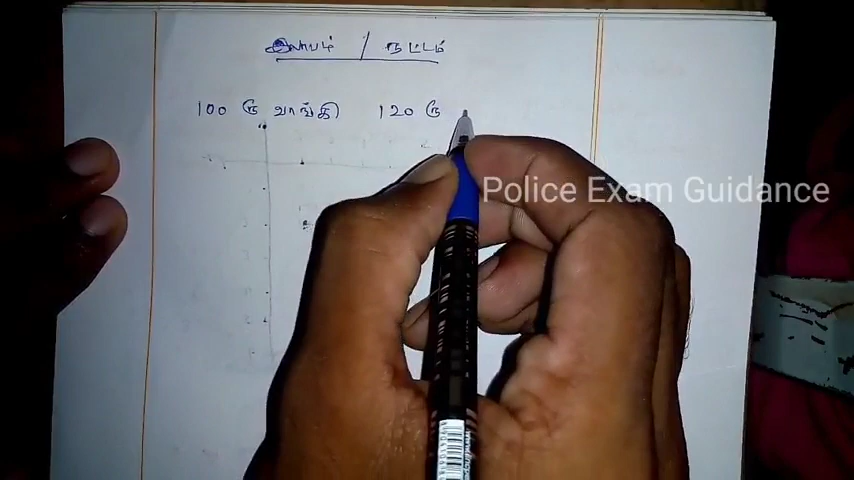 இலாபம் / நட்டம்
100 ரூ வாங்கி 120 ரூ
Police Exam Guidance